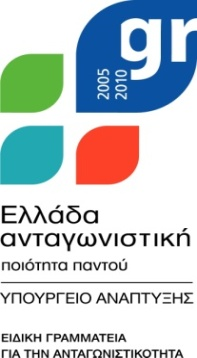 gr
2005
2010
Ελλάδα
ανταγωνιστική
ποιότητα παντού
ΥΠΟΥΡΓΕΙΟ ΑΝΑΠΤΥΞΗΣ
ΕΙΔΙΚΗ ΓΡΑΜΜΑΤΕΙΑ
ΓΙΑ ΤΗΝ ΑΝΤΑΓΩΝΙΣΤΙΚΟΤΗΤΑ